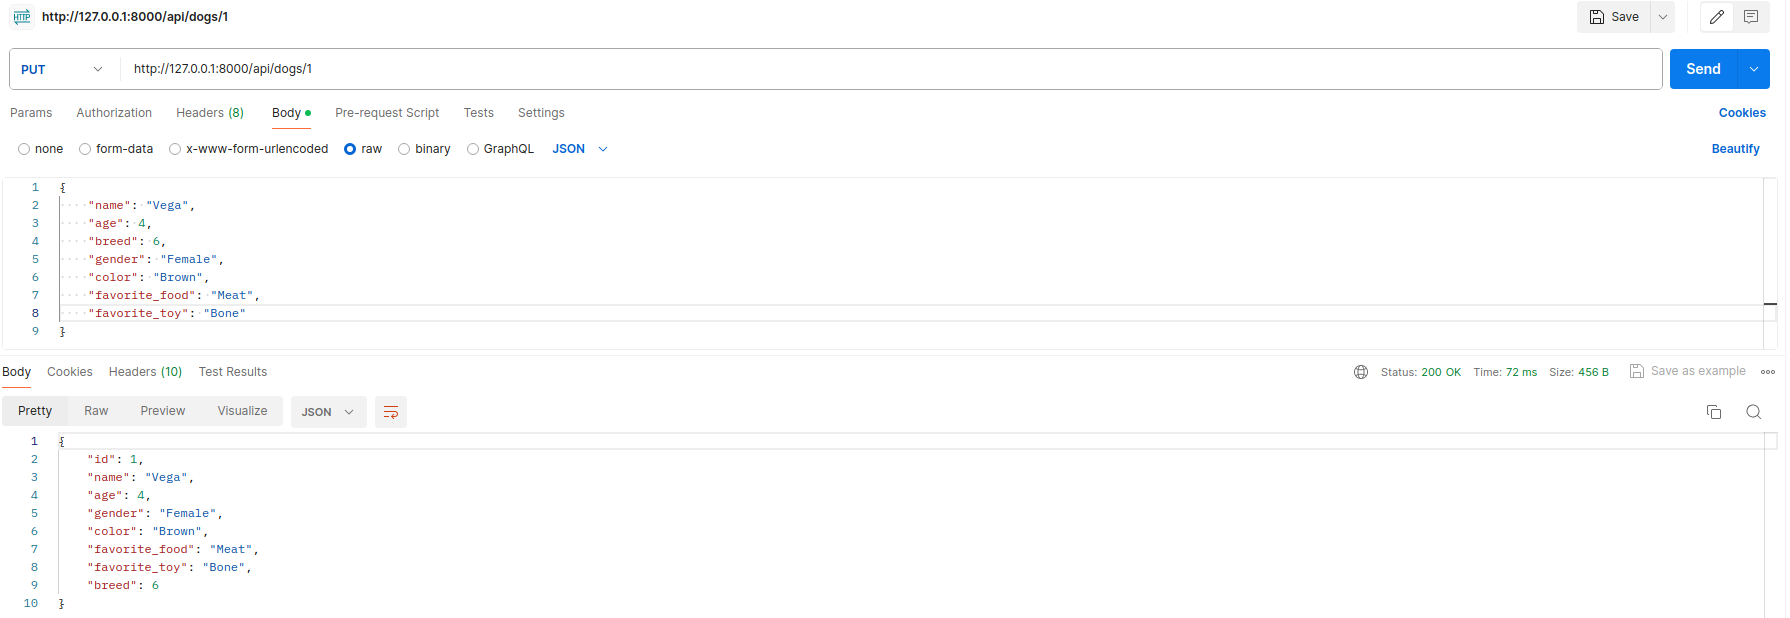 HTTP http://127.0.0.1:8000/api/dogs/1 Save
PUT http://127.0.0.1:8000/api/dogs/1 Send
Params Authorization Headers (8) Body Pre-request Script Tests Settings Cookies
none form-data x-www-form-urlencoded raw binary GraphQL JSON Beautify
1 {
2 "name": "Vega",
3 "age": 4,
4 "breed": 6,
5 "gender": "Female",
6 "color": "Brown",
7 "favorite_food": "Meat",
8 "favorite_toy": "Bone"
9 }
Body Cookies Headers (10) Test Results Status: 200 OK Time: 72 ms Size: 456 B Save as example
Pretty Raw Preview Visualize JSON
1 {
2 "id": 1,
3 "name": "Vega",
4 "age": 4,
5 "gender": "Female",
6 "color": "Brown",
7 "favorite_food": "Meat",
8 "favorite_toy": "Bone",
9 "breed": 6
10 }